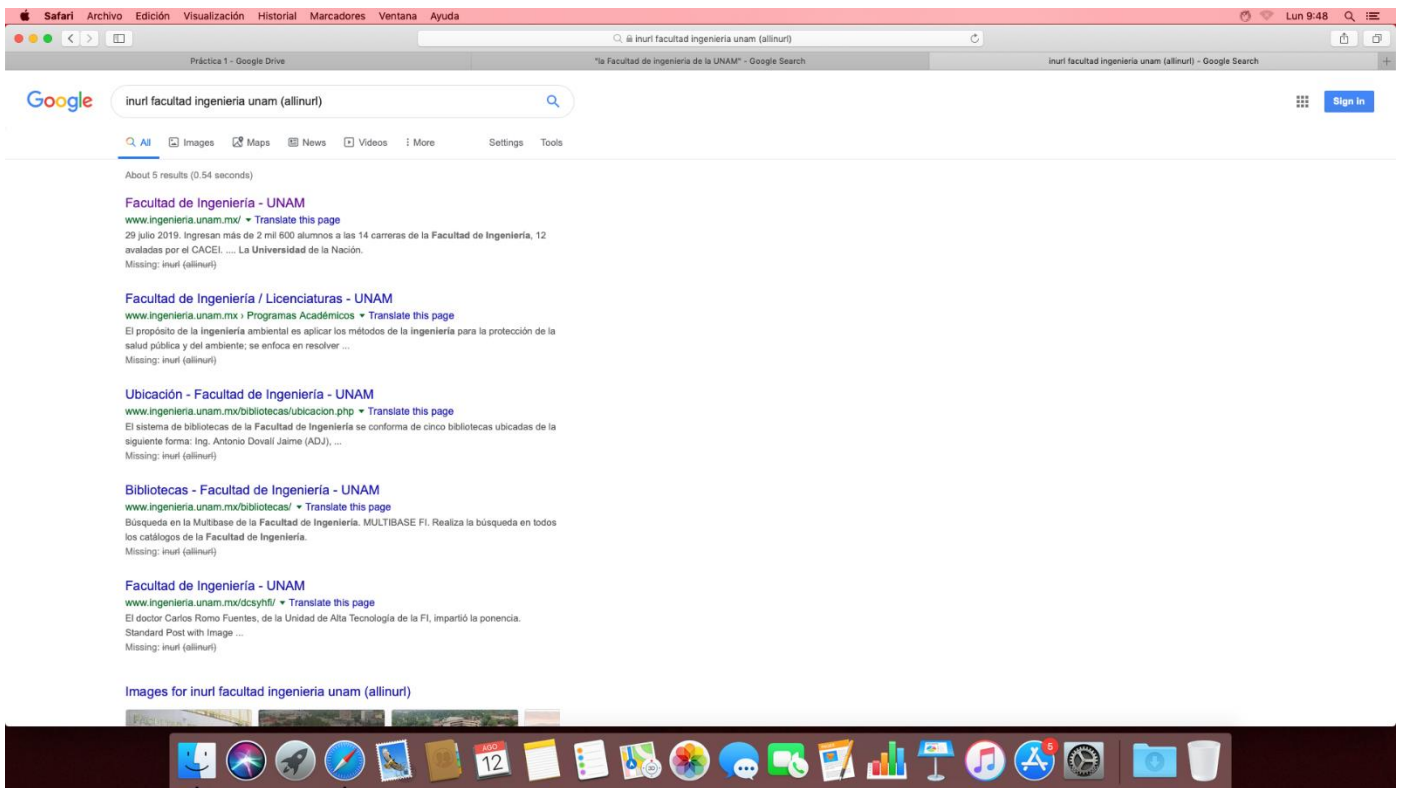 Safari Archivo Edición Visualización Historial Marcadores Ventana Ayuda
Lun 9:48
inurl facultad ingenieria unam (allinurl)
Práctica 1 - Google Drive
"la Facultad de ingenieria de la UNAM" - Google Search
inurl facultad ingenieria unam (allinurl) - Google Search
Google
inurl facultad ingenieria unam (allinurl)
Sign in
All Images Maps News Videos More Settings Tools
About 5 results (0.54 seconds)
Facultad de Ingeniería - UNAM
www.ingenieria.unam.mx/ Translate this page
29 julio 2019. Ingresan más de 2 mil 600 alumnos a las 14 carreras de la Facultad de Ingeniería, 12
avaladas por el CACEI. .... La Universidad de la Nación.
Missing: inurl (allinurl)
Facultad de Ingeniería / Licenciaturas - UNAM
www.ingenieria.unam.mx › Programas Académicos Translate this page
El propósito de la ingeniería ambiental es aplicar los métodos de la ingeniería para la protección de la
salud pública y del ambiente; se enfoca en resolver ...
Missing: inurl (allinurl)
Ubicación - Facultad de Ingeniería - UNAM
www.ingenieria.unam.mx/bibliotecas/ubicacion.php Translate this page
El sistema de bibliotecas de la Facultad de Ingeniería se conforma de cinco bibliotecas ubicadas de la
siguiente forma: Ing. Antonio Dovalí Jaime (ADJ), ...
Missing: inurl (allinurl)
Bibliotecas - Facultad de Ingeniería - UNAM
www.ingenieria.unam.mx/bibliotecas/ Translate this page
Búsqueda en la Multibase de la Facultad de Ingeniería. MULTIBASE FI. Realiza la búsqueda en todos
los catálogos de la Facultad de Ingeniería.
Missing: inurl (allinurl)
Facultad de Ingeniería - UNAM
www.ingenieria.unam.mx/dcsyhfi/ Translate this page
El doctor Carlos Romo Fuentes, de la Unidad de Alta Tecnología de la FI, impartió la ponencia.
Standard Post with Image ...
Missing: inurl (allinurl)
Images for inurl facultad ingenieria unam (allinurl)
AGO
12
5